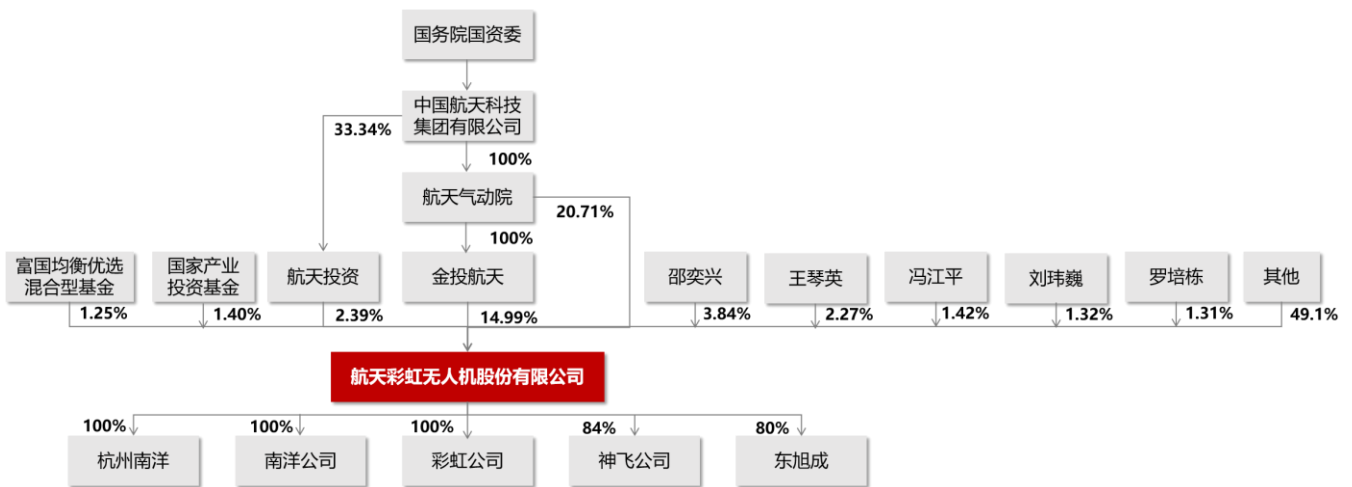 国务院国资委
中国航天科技
集团有限公司
33.34%
100%
航天气动院
20.71%
100%
富国均衡优选
混合型基金
国家产业
投资基金
航天投资
金投航天
邵奕兴
王琴英
冯江平
刘玮巍
罗培栋
其他
1.25%
1.40%
2.39%
14.99%
3.84%
2.27%
1.42%
1.32%
1.31%
49.1%
航天彩虹无人机股份有限公司
100%
100%
100%
84%
80%
杭州南洋
南洋公司
彩虹公司
神飞公司
东旭成